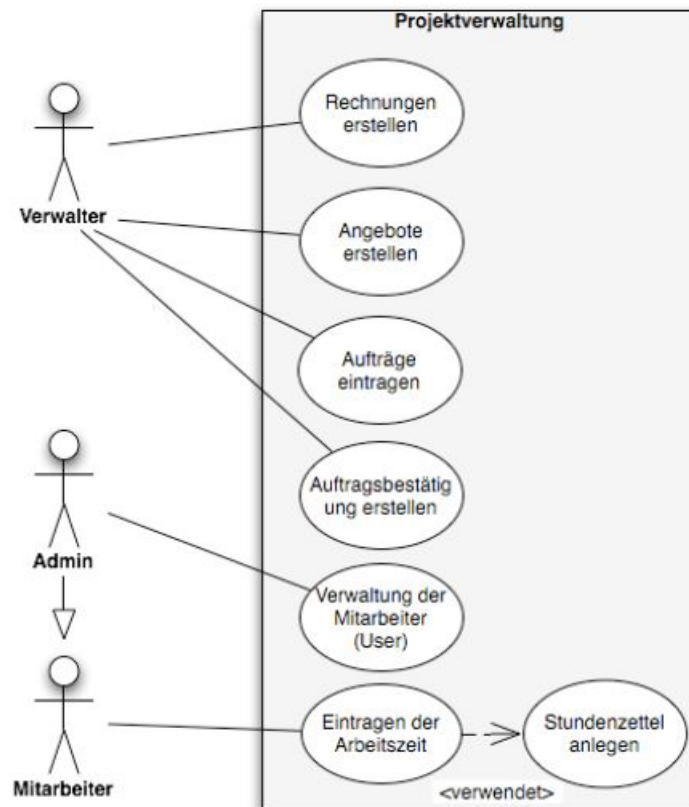 Projektverwaltung
Rechnungen
erstellen
Verwalter
Angebote
erstellen
Aufträge
eintragen
Auftragsbestätig
ung erstellen
Admin
Verwaltung der
Mitarbeiter
(User)
Mitarbeiter
Eintragen der
Arbeitszeit
Stundenzettel
anlegen
<verwendet>